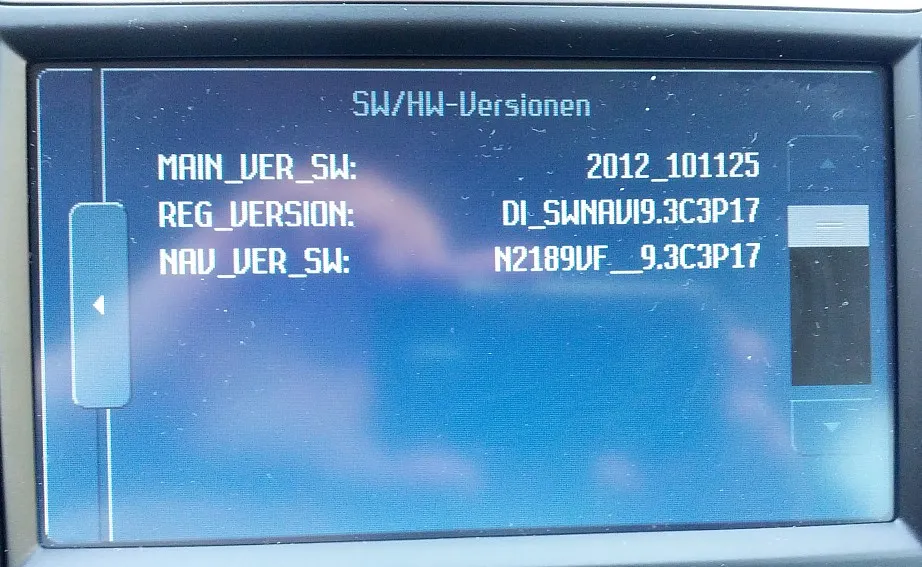 SW/HW-Versionen
MAIN_VER_SW: 2012_101125
REG_VERSION: DI_SWNAVI9.3C3P17
NAV_VER_SW: N2189VF__9.3C3P17